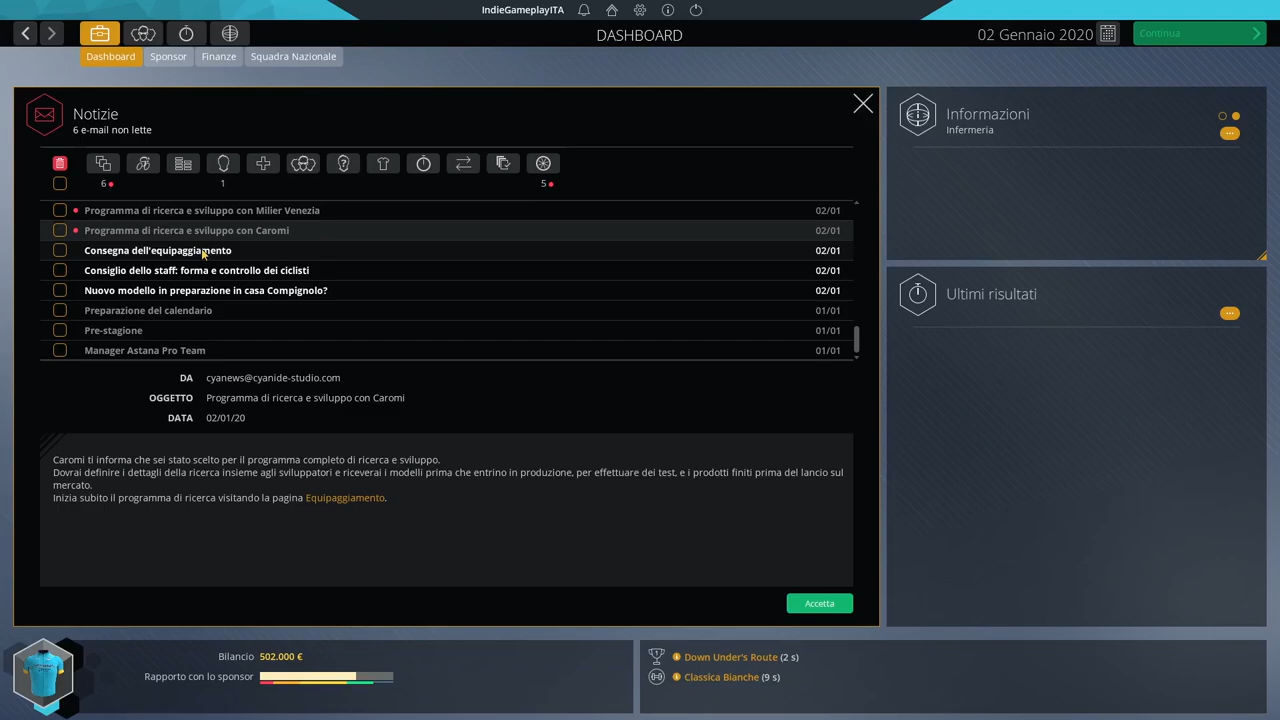 IndieGameplayITA
DASHBOARD
02 Gennaio 2020
Continua
Dashboard
Sponsor
Finanze
Squadra Nazionale
Notizie
6 e-mail non lette
6
1
5
Programma di ricerca e sviluppo con Milier Venezia 02/01
Programma di ricerca e sviluppo con Caromi 02/01
Consegna dell'equipaggiamento 02/01
Consiglio dello staff: forma e controllo dei ciclisti 02/01
Nuovo modello in preparazione in casa Compignolo? 02/01
Preparazione del calendario 01/01
Pre-stagione 01/01
Manager Astana Pro Team 01/01
DA cyanews@cyanide-studio.com
OGGETTO Programma di ricerca e sviluppo con Caromi
DATA 02/01/20
Caromi ti informa che sei stato scelto per il programma completo di ricerca e sviluppo.
Dovrai definire i dettagli della ricerca insieme agli sviluppatori e riceverai i modelli prima che entrino in produzione, per effettuare dei test, e i prodotti finiti prima del lancio sul
mercato.
Inizia subito il programma di ricerca visitando la pagina Equipaggiamento.
Accetta
Informazioni
Infermeria
Ultimi risultati
Bilancio 502.000 €
Rapporto con lo sponsor
Down Under's Route (2 s)
Classica Bianche (9 s)